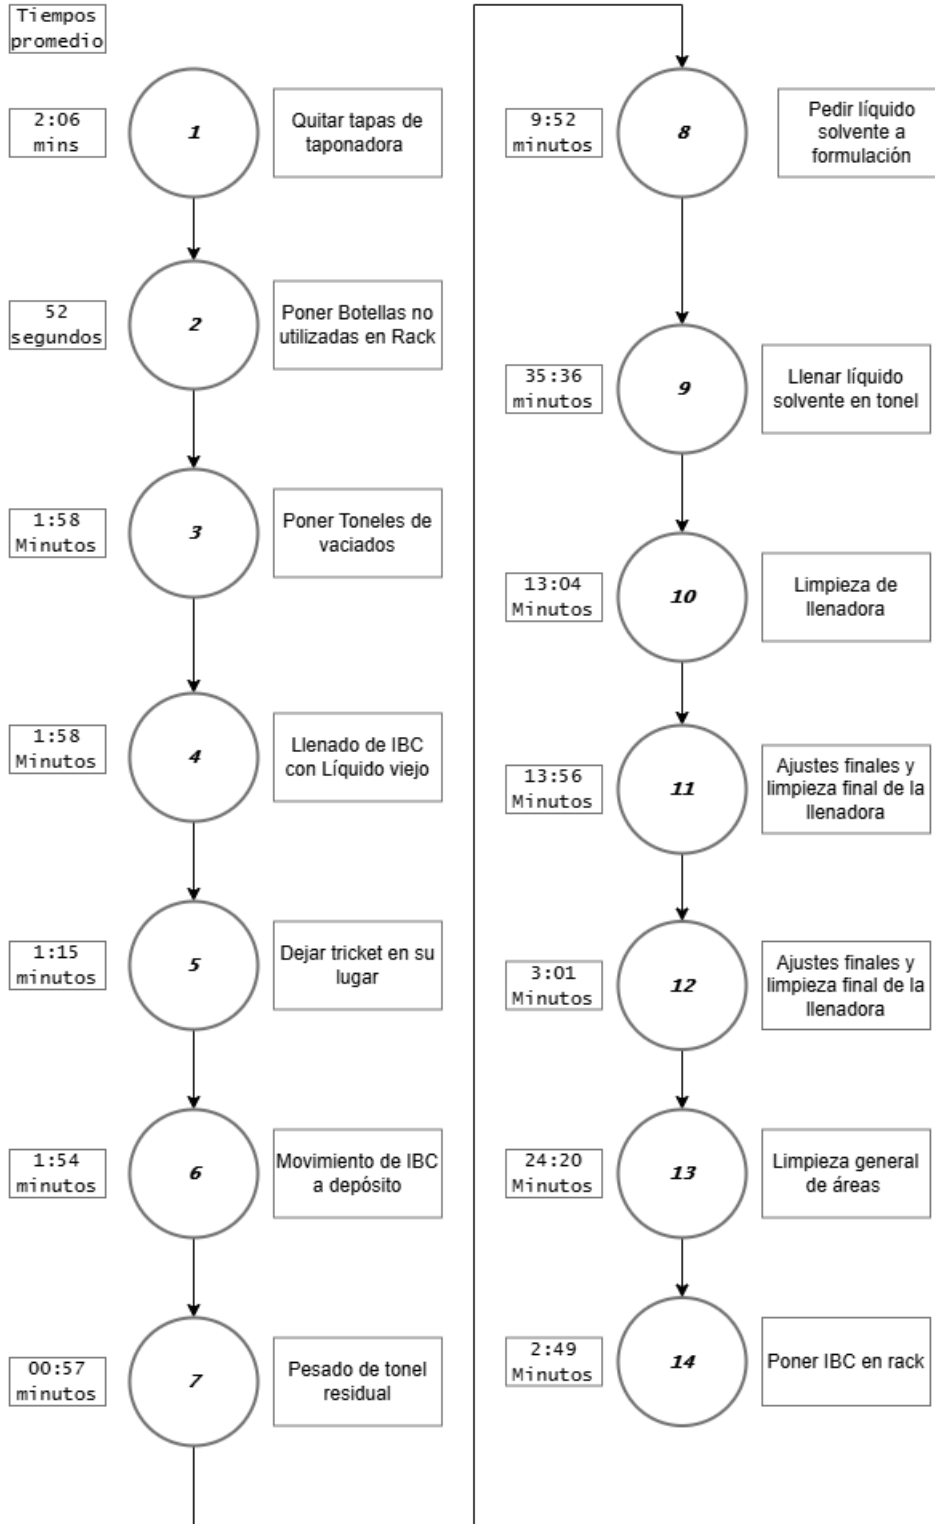 Tiempos
promedio
2:06
mins
1
Quitar tapas de
taponadora
52
segundos
2
Poner Botellas no
utilizadas en Rack
1:58
Minutos
3
Poner Toneles de
vaciados
1:58
Minutos
4
Llenado de IBC
con Líquido viejo
1:15
minutos
5
Dejar tricket en su
lugar
1:54
minutos
6
Movimiento de IBC
a depósito
00:57
minutos
7
Pesado de tonel
residual
9:52
minutos
8
Pedir líquido
solvente a
formulación
35:36
minutos
9
Llenar líquido
solvente en tonel
13:04
Minutos
10
Limpieza de
llenadora
13:56
Minutos
11
Ajustes finales y
limpieza final de la
llenadora
3:01
Minutos
12
Ajustes finales y
limpieza final de la
llenadora
24:20
Minutos
13
Limpieza general
de áreas
2:49
Minutos
14
Poner IBC en rack